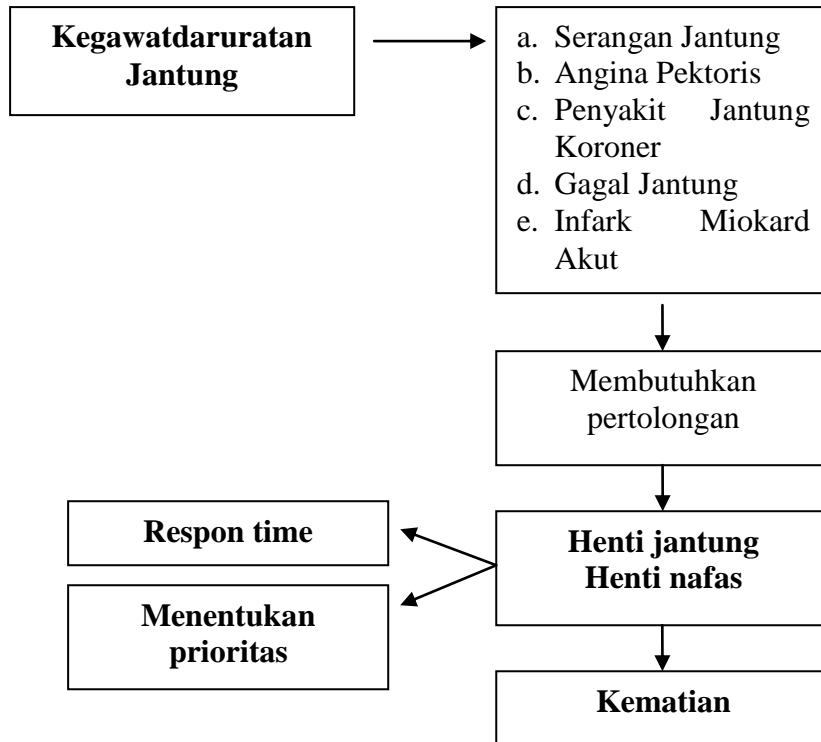 Kegawatdaruratan
Jantung
a. Serangan Jantung
b. Angina Pektoris
c. Penyakit Jantung
Koroner
d. Gagal Jantung
e. Infark Miokard
Akut
Membutuhkan
pertolongan
Respon time
Henti jantung
Henti nafas
Menentukan
prioritas
Kematian